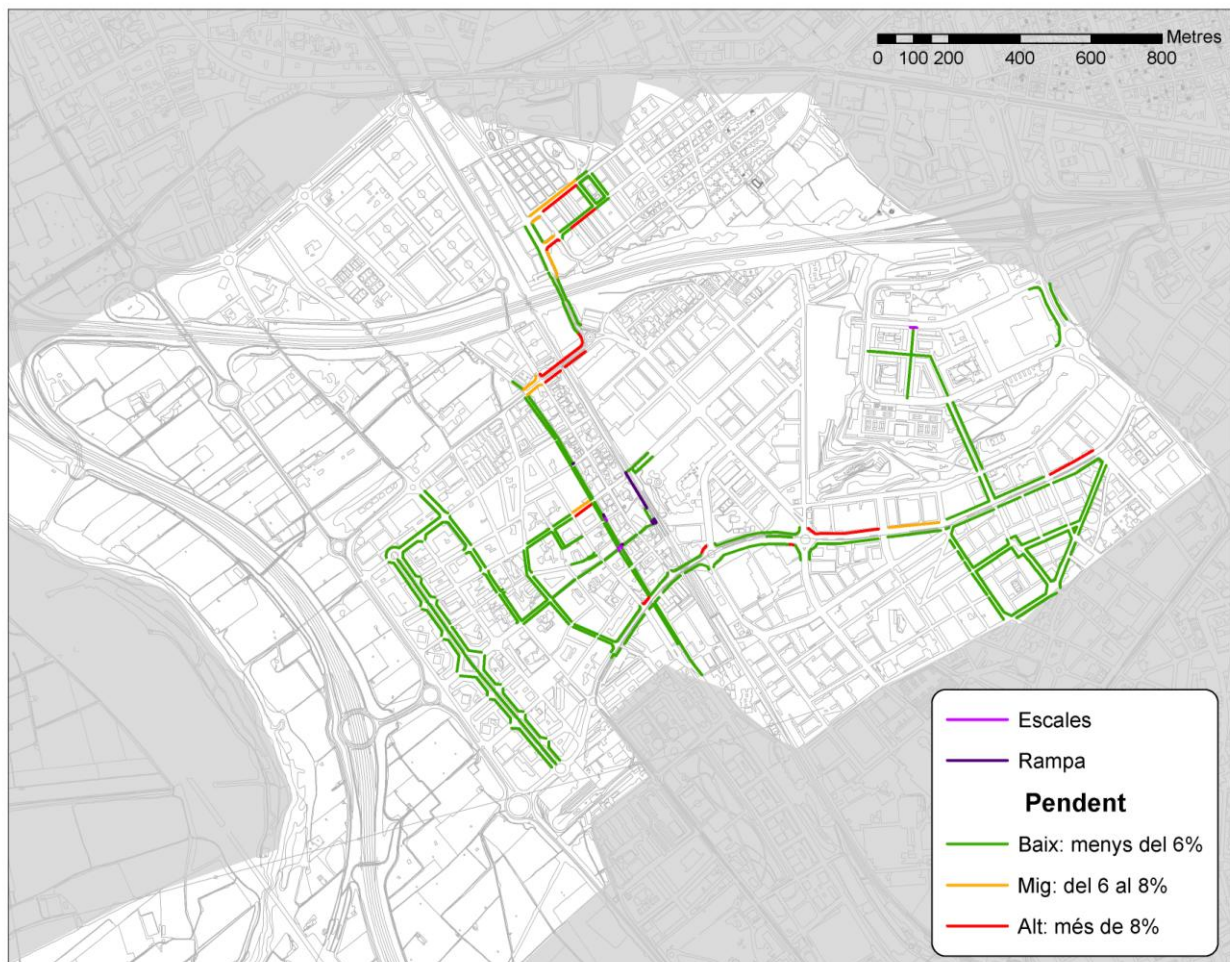 Metres
0 100 200 400 600 800
Escales
Rampa
Pendent
Baix: menys del 6%
Mig: del 6 al 8%
Alt: més de 8%